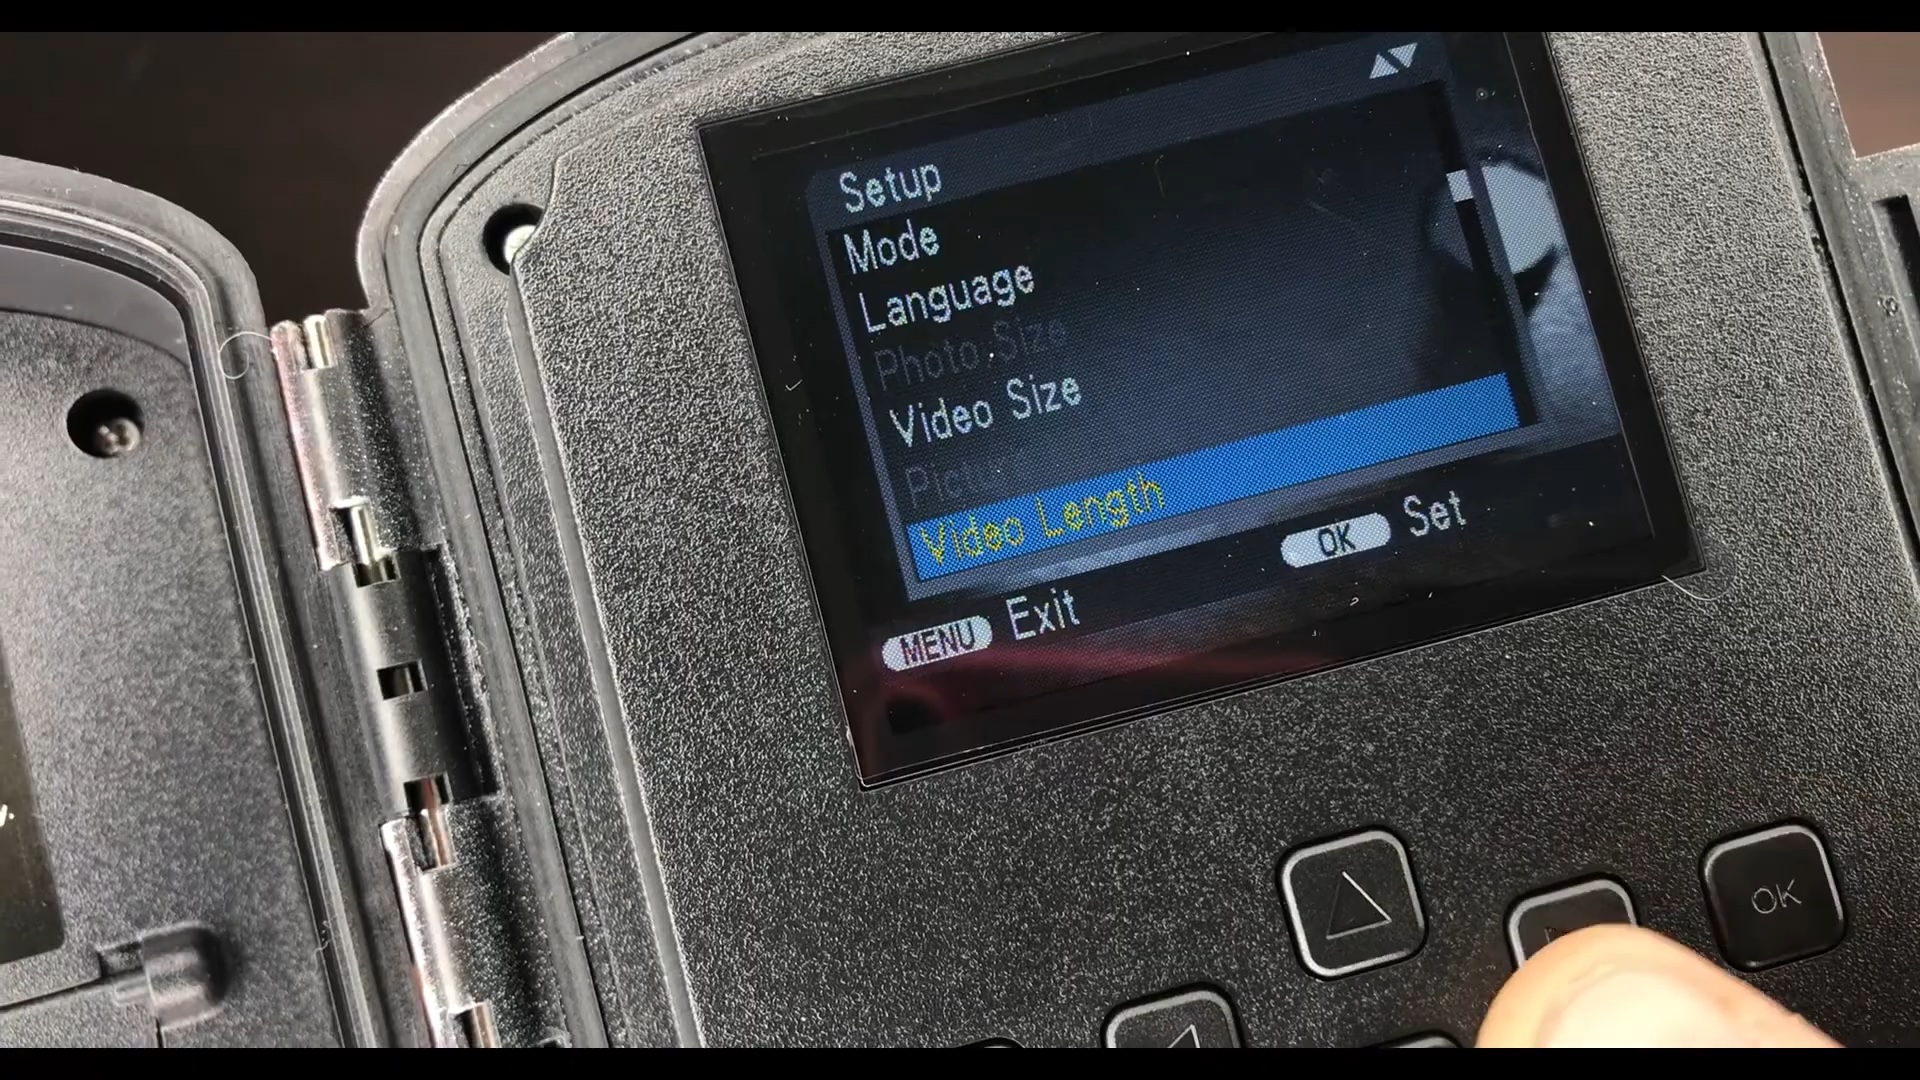 Setup
Mode
Language
Photo Size
Video Size
Video Length
OK Set
MENU Exit
OK